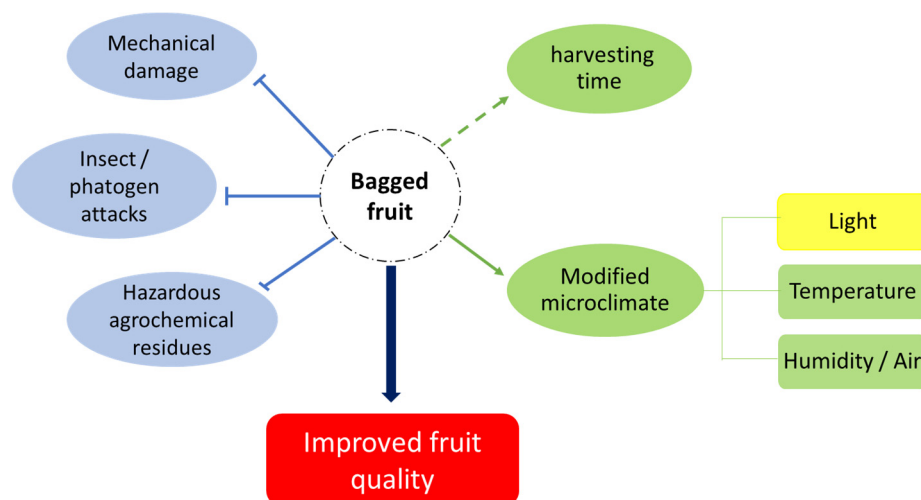 Mechanical
damage
harvesting
time
Insect /
phatogen
attacks
Bagged
fruit
Light
Hazardous
agrochemical
residues
Modified
microclimate
Temperature
Humidity / Air
Improved fruit
quality